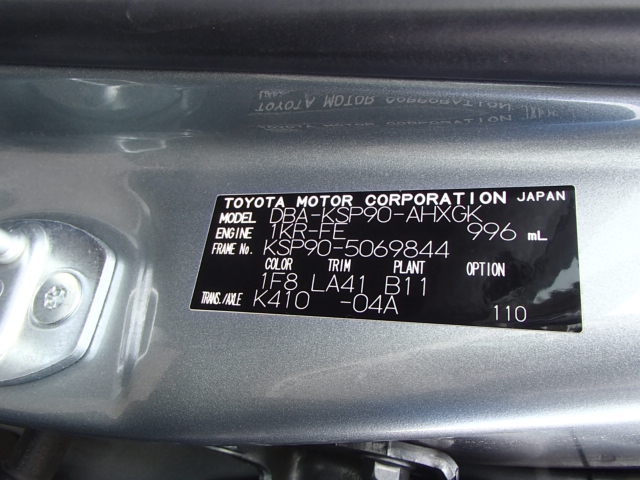 TOYOTA MOTOR CORPORATION JAPAN
MODEL DBA-KSP90-AHXGK
ENGINE 1KR-FE 996 mL
FRAME No. KSP90-5069844
COLOR TRIM PLANT OPTION
1F8 LA41 B11
TRANS./AXLE K410 -04A
110